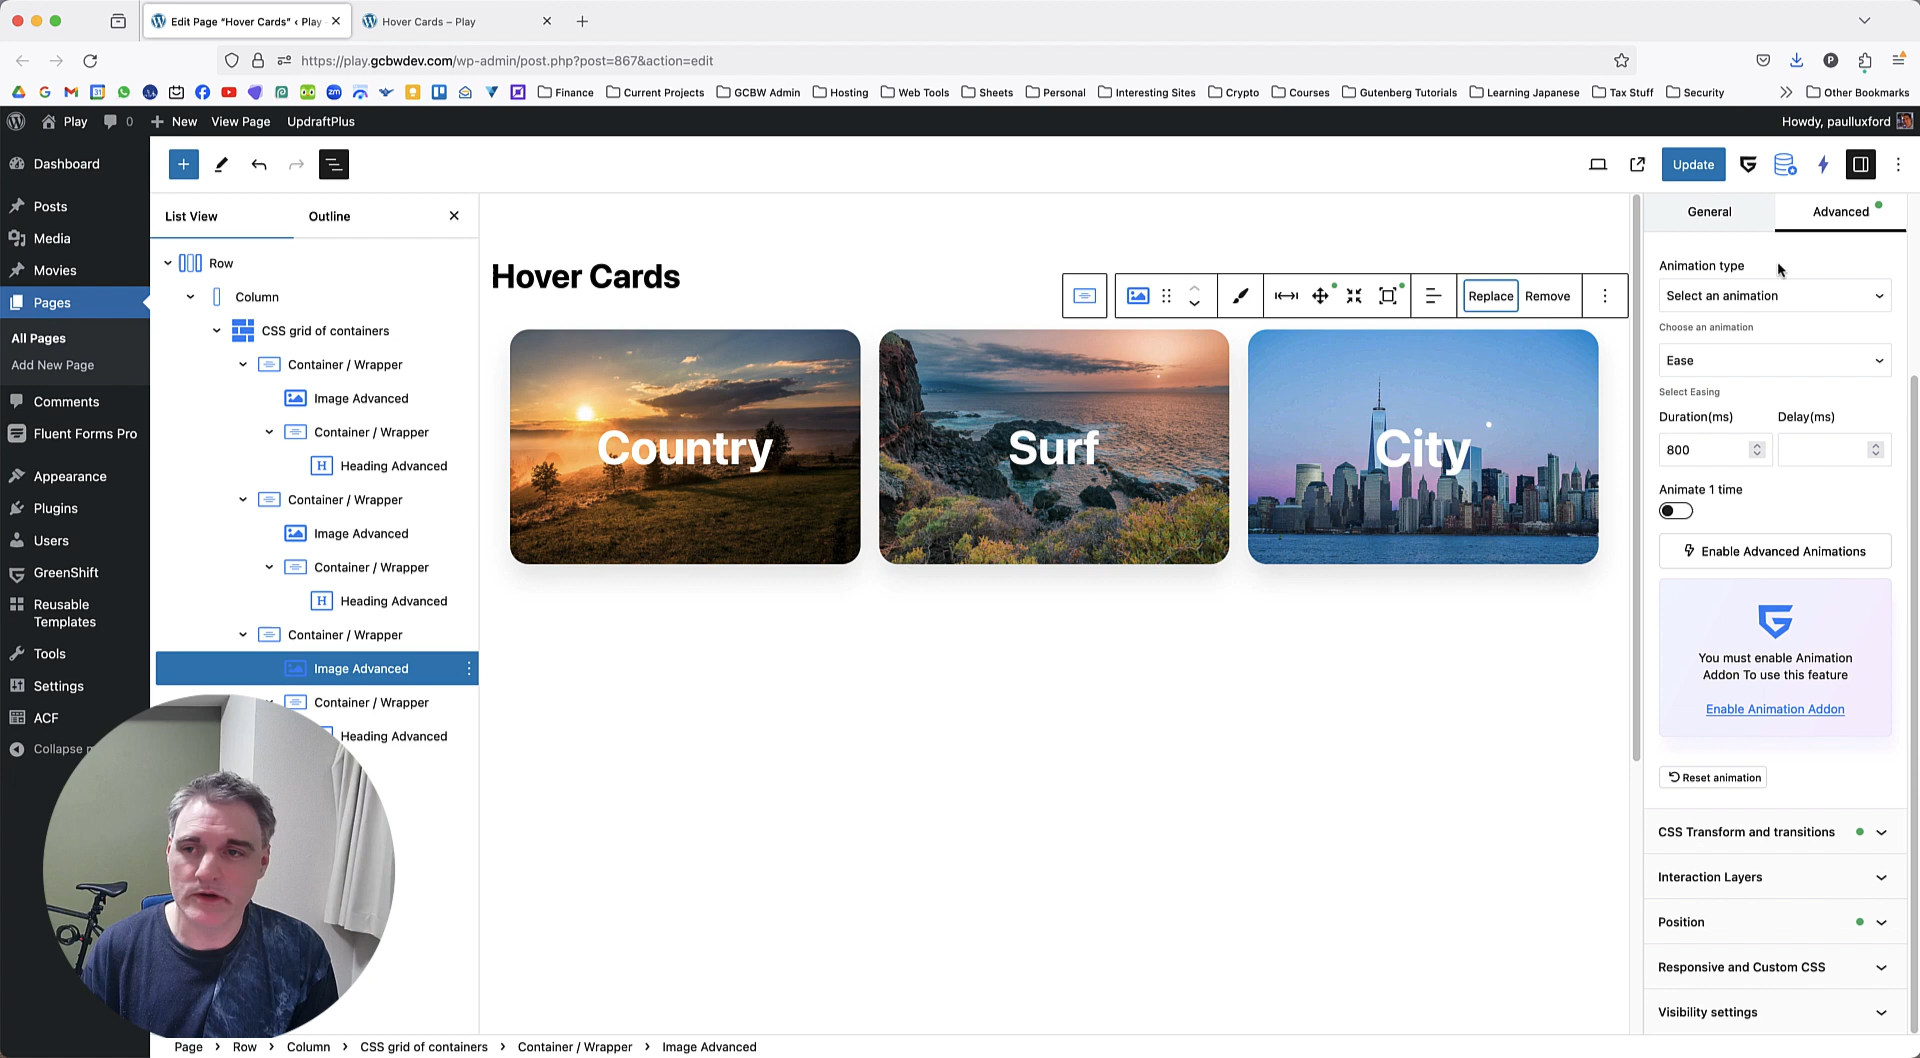 Edit Page “Hover Cards” ‹ Play
Hover Cards – Play
https://play.gcbwdev.com/wp-admin/post.php?post=867&action=edit
Finance
Current Projects
GCBW Admin
Hosting
Web Tools
Sheets
Personal
Interesting Sites
Crypto
Courses
Gutenberg Tutorials
Learning Japanese
Tax Stuff
Security
Other Bookmarks
Play
0
New
View Page
UpdraftPlus
Howdy, paulluxford
Dashboard
Posts
Media
Movies
Pages
All Pages
Add New Page
Comments
Fluent Forms Pro
Appearance
Plugins
Users
GreenShift
Reusable
Templates
Tools
Settings
ACF
Collapse
Update
List View
Outline
Row
Column
CSS grid of containers
Container / Wrapper
Image Advanced
Container / Wrapper
H Heading Advanced
Container / Wrapper
Image Advanced
Container / Wrapper
H Heading Advanced
Container / Wrapper
Image Advanced
Container / Wrapper
Heading Advanced
Hover Cards
Replace
Remove
Country
Surf
City
General
Advanced
Animation type
Select an animation
Choose an animation
Ease
Select Easing
Duration(ms)
Delay(ms)
800
Animate 1 time
Enable Advanced Animations
You must enable Animation
Addon To use this feature
Enable Animation Addon
Reset animation
CSS Transform and transitions
Interaction Layers
Position
Responsive and Custom CSS
Visibility settings
Page › Row › Column › CSS grid of containers › Container / Wrapper › Image Advanced